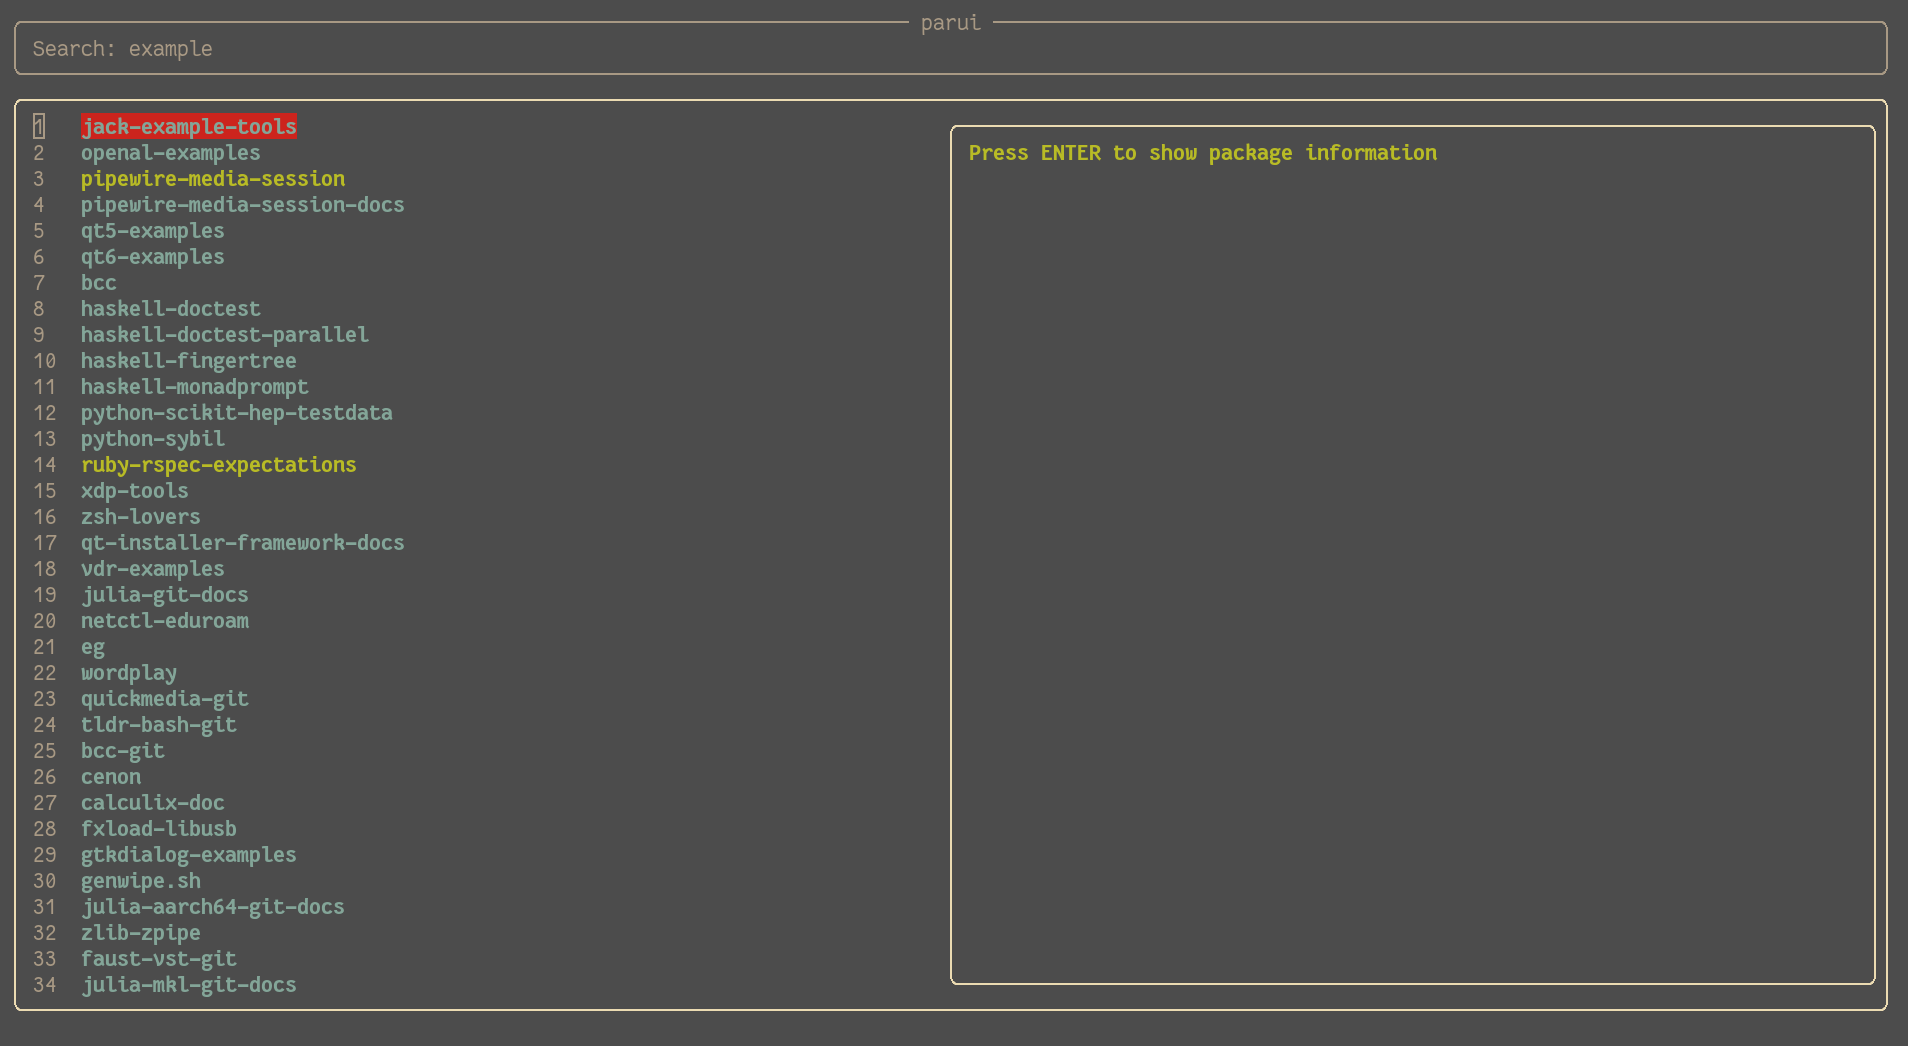 parui
Search: example
1 jack-example-tools
2 openal-examples
3 pipewire-media-session
4 pipewire-media-session-docs
5 qt5-examples
6 qt6-examples
7 bcc
8 haskell-doctest
9 haskell-doctest-parallel
10 haskell-fingertree
11 haskell-monadprompt
12 python-scikit-hep-testdata
13 python-sybil
14 ruby-rspec-expectations
15 xdp-tools
16 zsh-lovers
17 qt-installer-framework-docs
18 vdr-examples
19 julia-git-docs
20 netctl-eduroam
21 eg
22 wordplay
23 quickmedia-git
24 tldr-bash-git
25 bcc-git
26 cenon
27 calculix-doc
28 fxload-libusb
29 gtkdialog-examples
30 genwipe.sh
31 julia-aarch64-git-docs
32 zlib-zpipe
33 faust-vst-git
34 julia-mkl-git-docs
Press ENTER to show package information